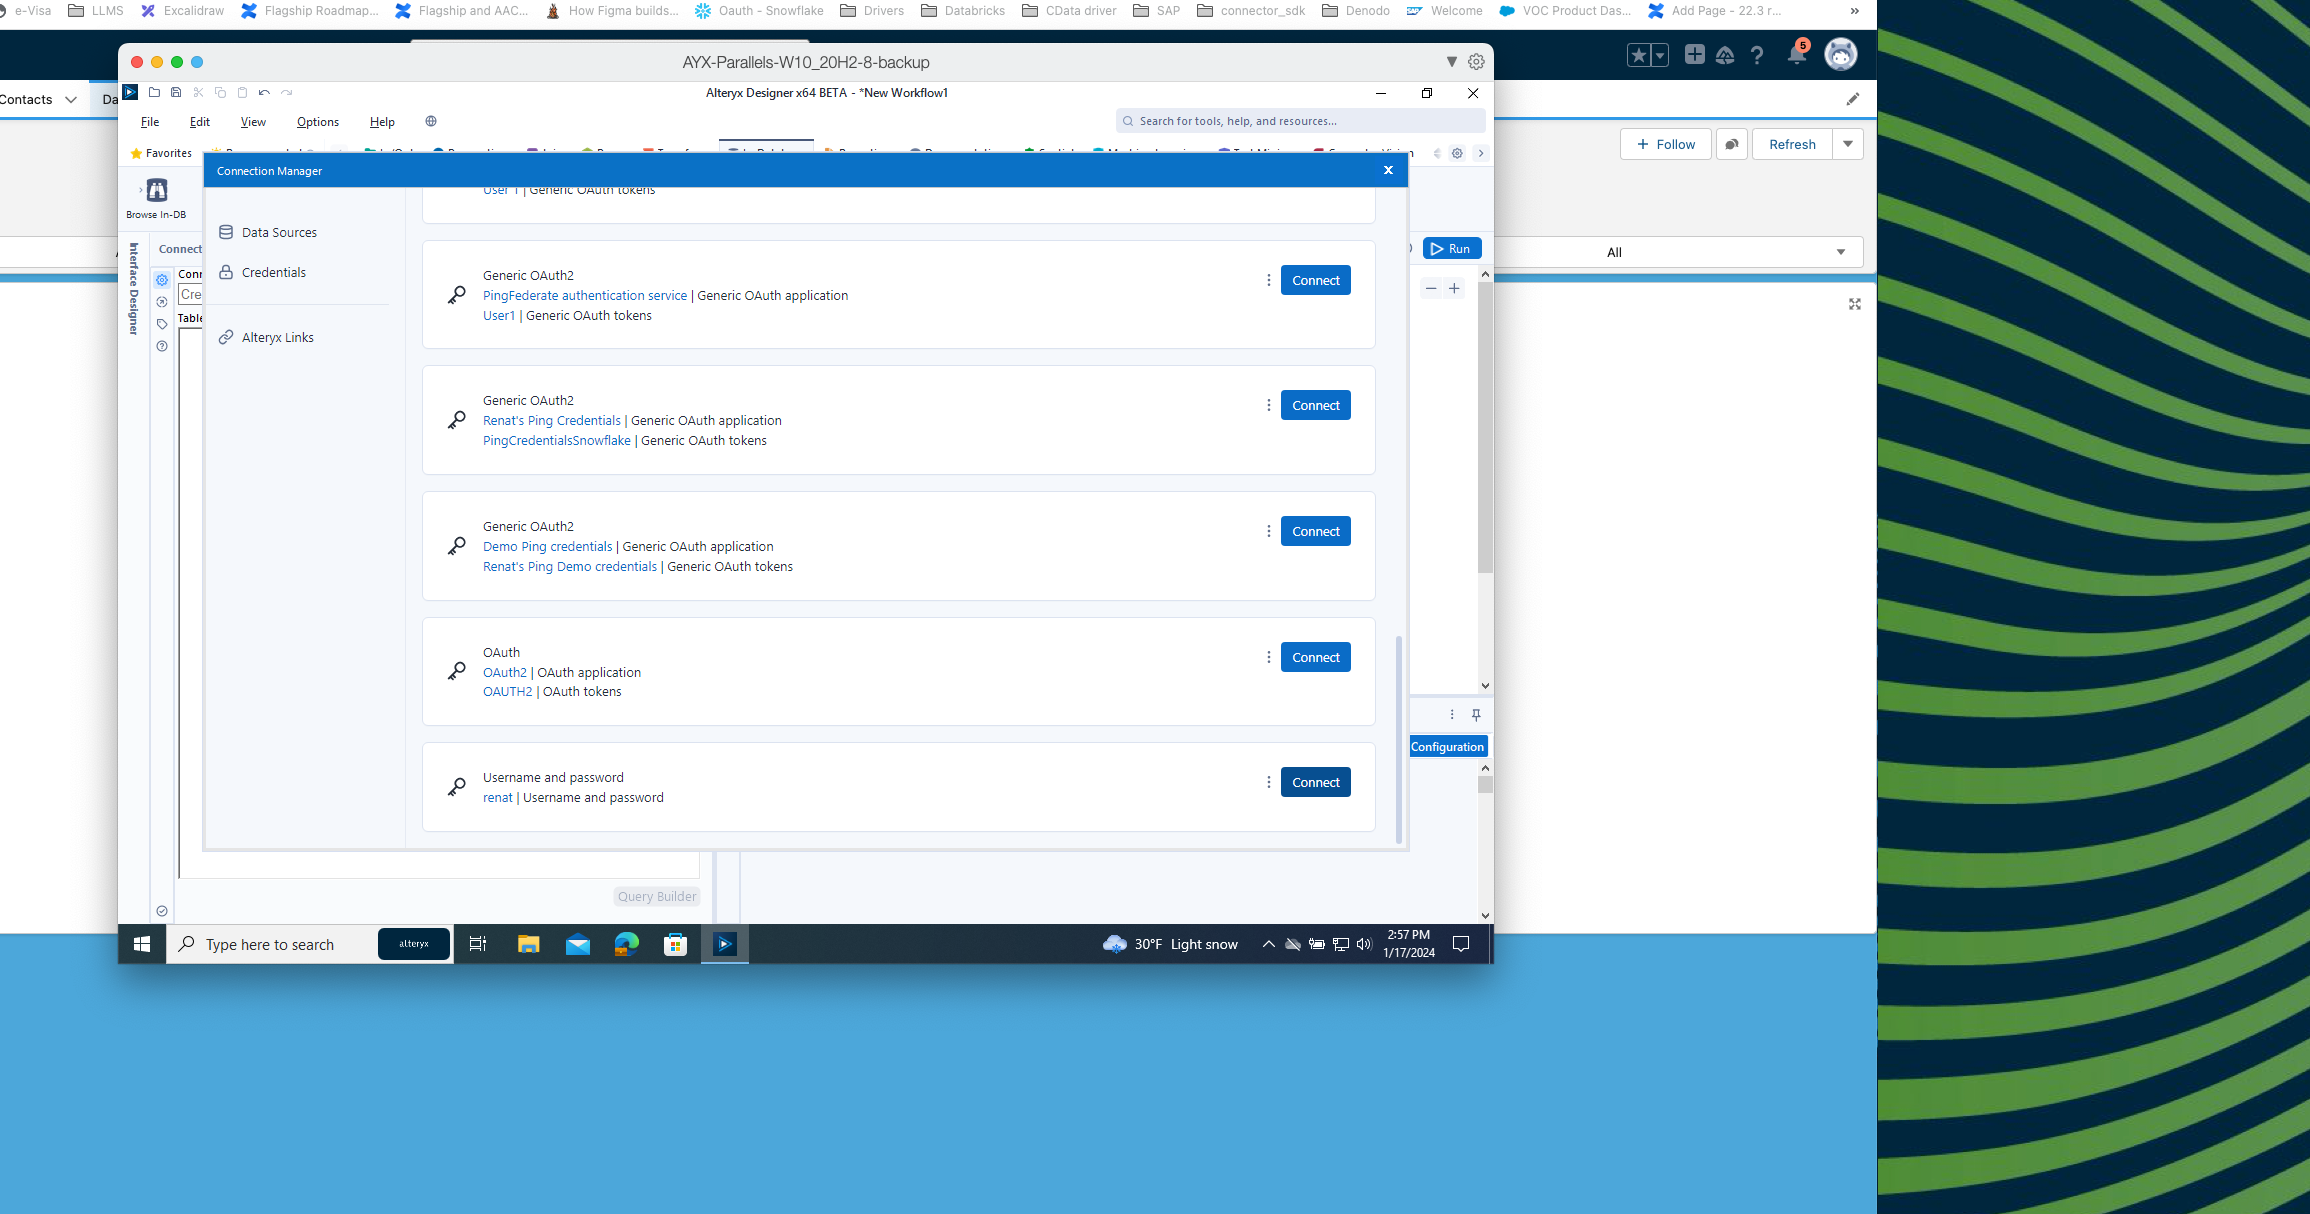 e-Visa
LLMS
Excalidraw
Flagship Roadmap...
Flagship and AAC...
How Figma builds...
Oauth - Snowflake
Drivers
Databricks
CData driver
SAP
connector_sdk
Denodo
Welcome
VOC Product Das...
Add Page - 22.3 r...
»
5
AYX-Parallels-W10_20H2-8-backup
Contacts
Da
Alteryx Designer x64 BETA - *New Workflow1
File
Edit
View
Options
Help
Search for tools, help, and resources...
Favorites
+ Follow
Refresh
Connection Manager
x
Browse In-DB
User 1 | Generic OAuth tokens
Data Sources
Credentials
Alteryx Links
Interface Designer
Connect
Conn
Cre
Table
Run
All
Generic OAuth2
PingFederate authentication service | Generic OAuth application
User1 | Generic OAuth tokens
Connect
Generic OAuth2
Renat's Ping Credentials | Generic OAuth application
PingCredentialsSnowflake | Generic OAuth tokens
Connect
Generic OAuth2
Demo Ping credentials | Generic OAuth application
Renat's Ping Demo credentials | Generic OAuth tokens
Connect
OAuth
OAuth2 | OAuth application
OAUTH2 | OAuth tokens
Connect
Username and password
renat | Username and password
Connect
Configuration
Query Builder
Type here to search
alteryx
30°F Light snow
2:57 PM
1/17/2024